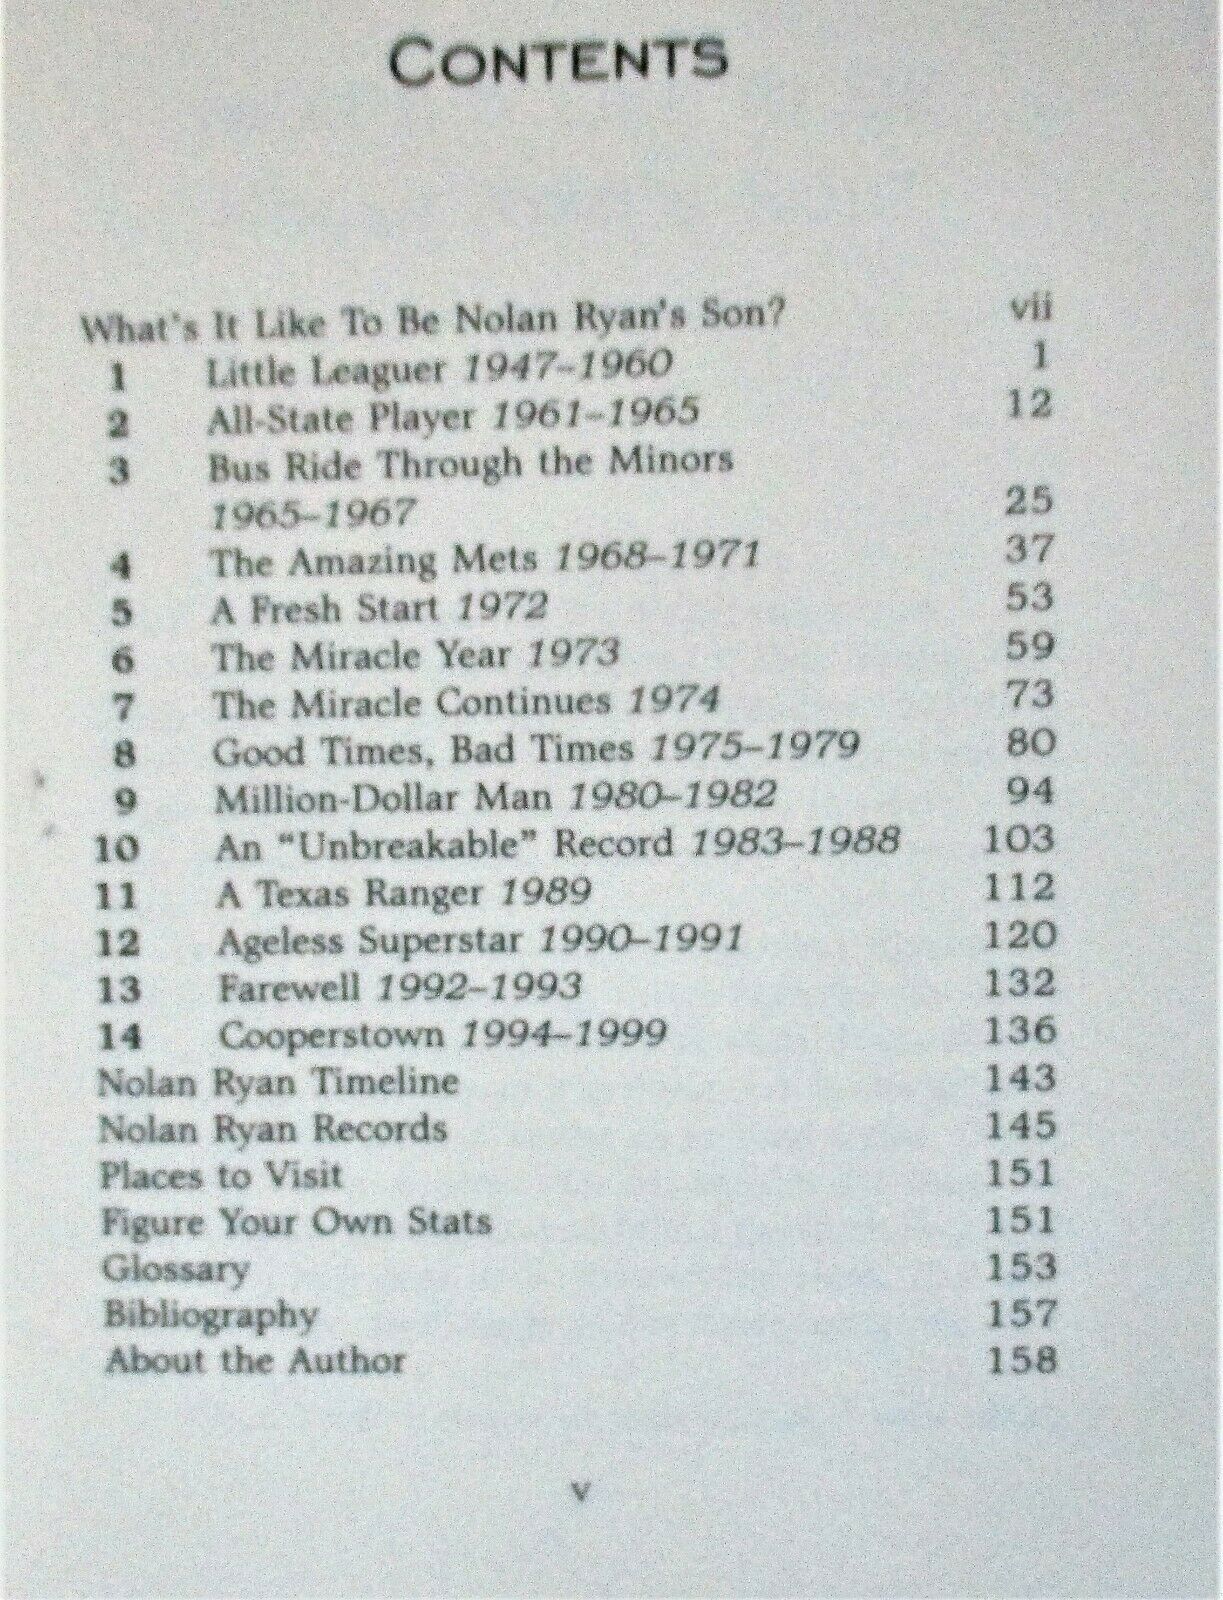 CONTENTS
What's It Like To Be Nolan Ryan's Son? vii
1 Little Leaguer 1947–1960 1
2 All-State Player 1961–1965 12
3 Bus Ride Through the Minors
1965–1967 25
4 The Amazing Mets 1968–1971 37
5 A Fresh Start 1972 53
6 The Miracle Year 1973 59
7 The Miracle Continues 1974 73
8 Good Times, Bad Times 1975–1979 80
9 Million-Dollar Man 1980–1982 94
10 An “Unbreakable” Record 1983–1988 103
11 A Texas Ranger 1989 112
12 Ageless Superstar 1990–1991 120
13 Farewell 1992–1993 132
14 Cooperstown 1994–1999 136
Nolan Ryan Timeline 143
Nolan Ryan Records 145
Places to Visit 151
Figure Your Own Stats 151
Glossary 153
Bibliography 157
About the Author 158
v